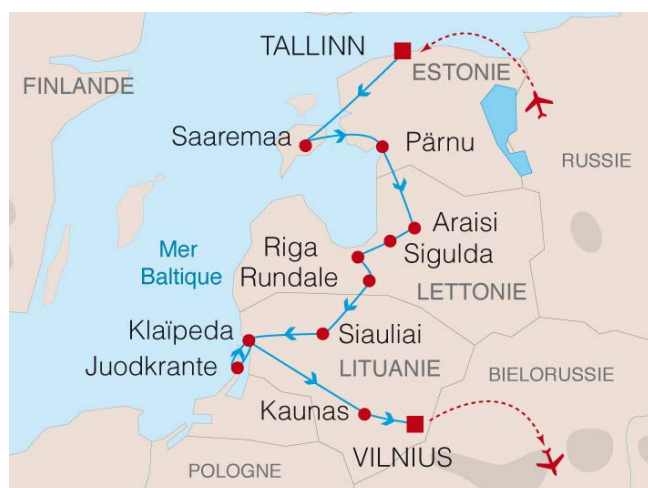 TALLINN
ESTONIE
FINLANDE
Saaremaa
Pärnu
RUSSIE
Araisi
Mer
Baltique
Riga
Sigulda
Rundale
LETTONIE
Klaïpeda
Siauliai
Juodkrante
LITUANIE
BIELORUSSIE
Kaunas
VILNIUS
POLOGNE